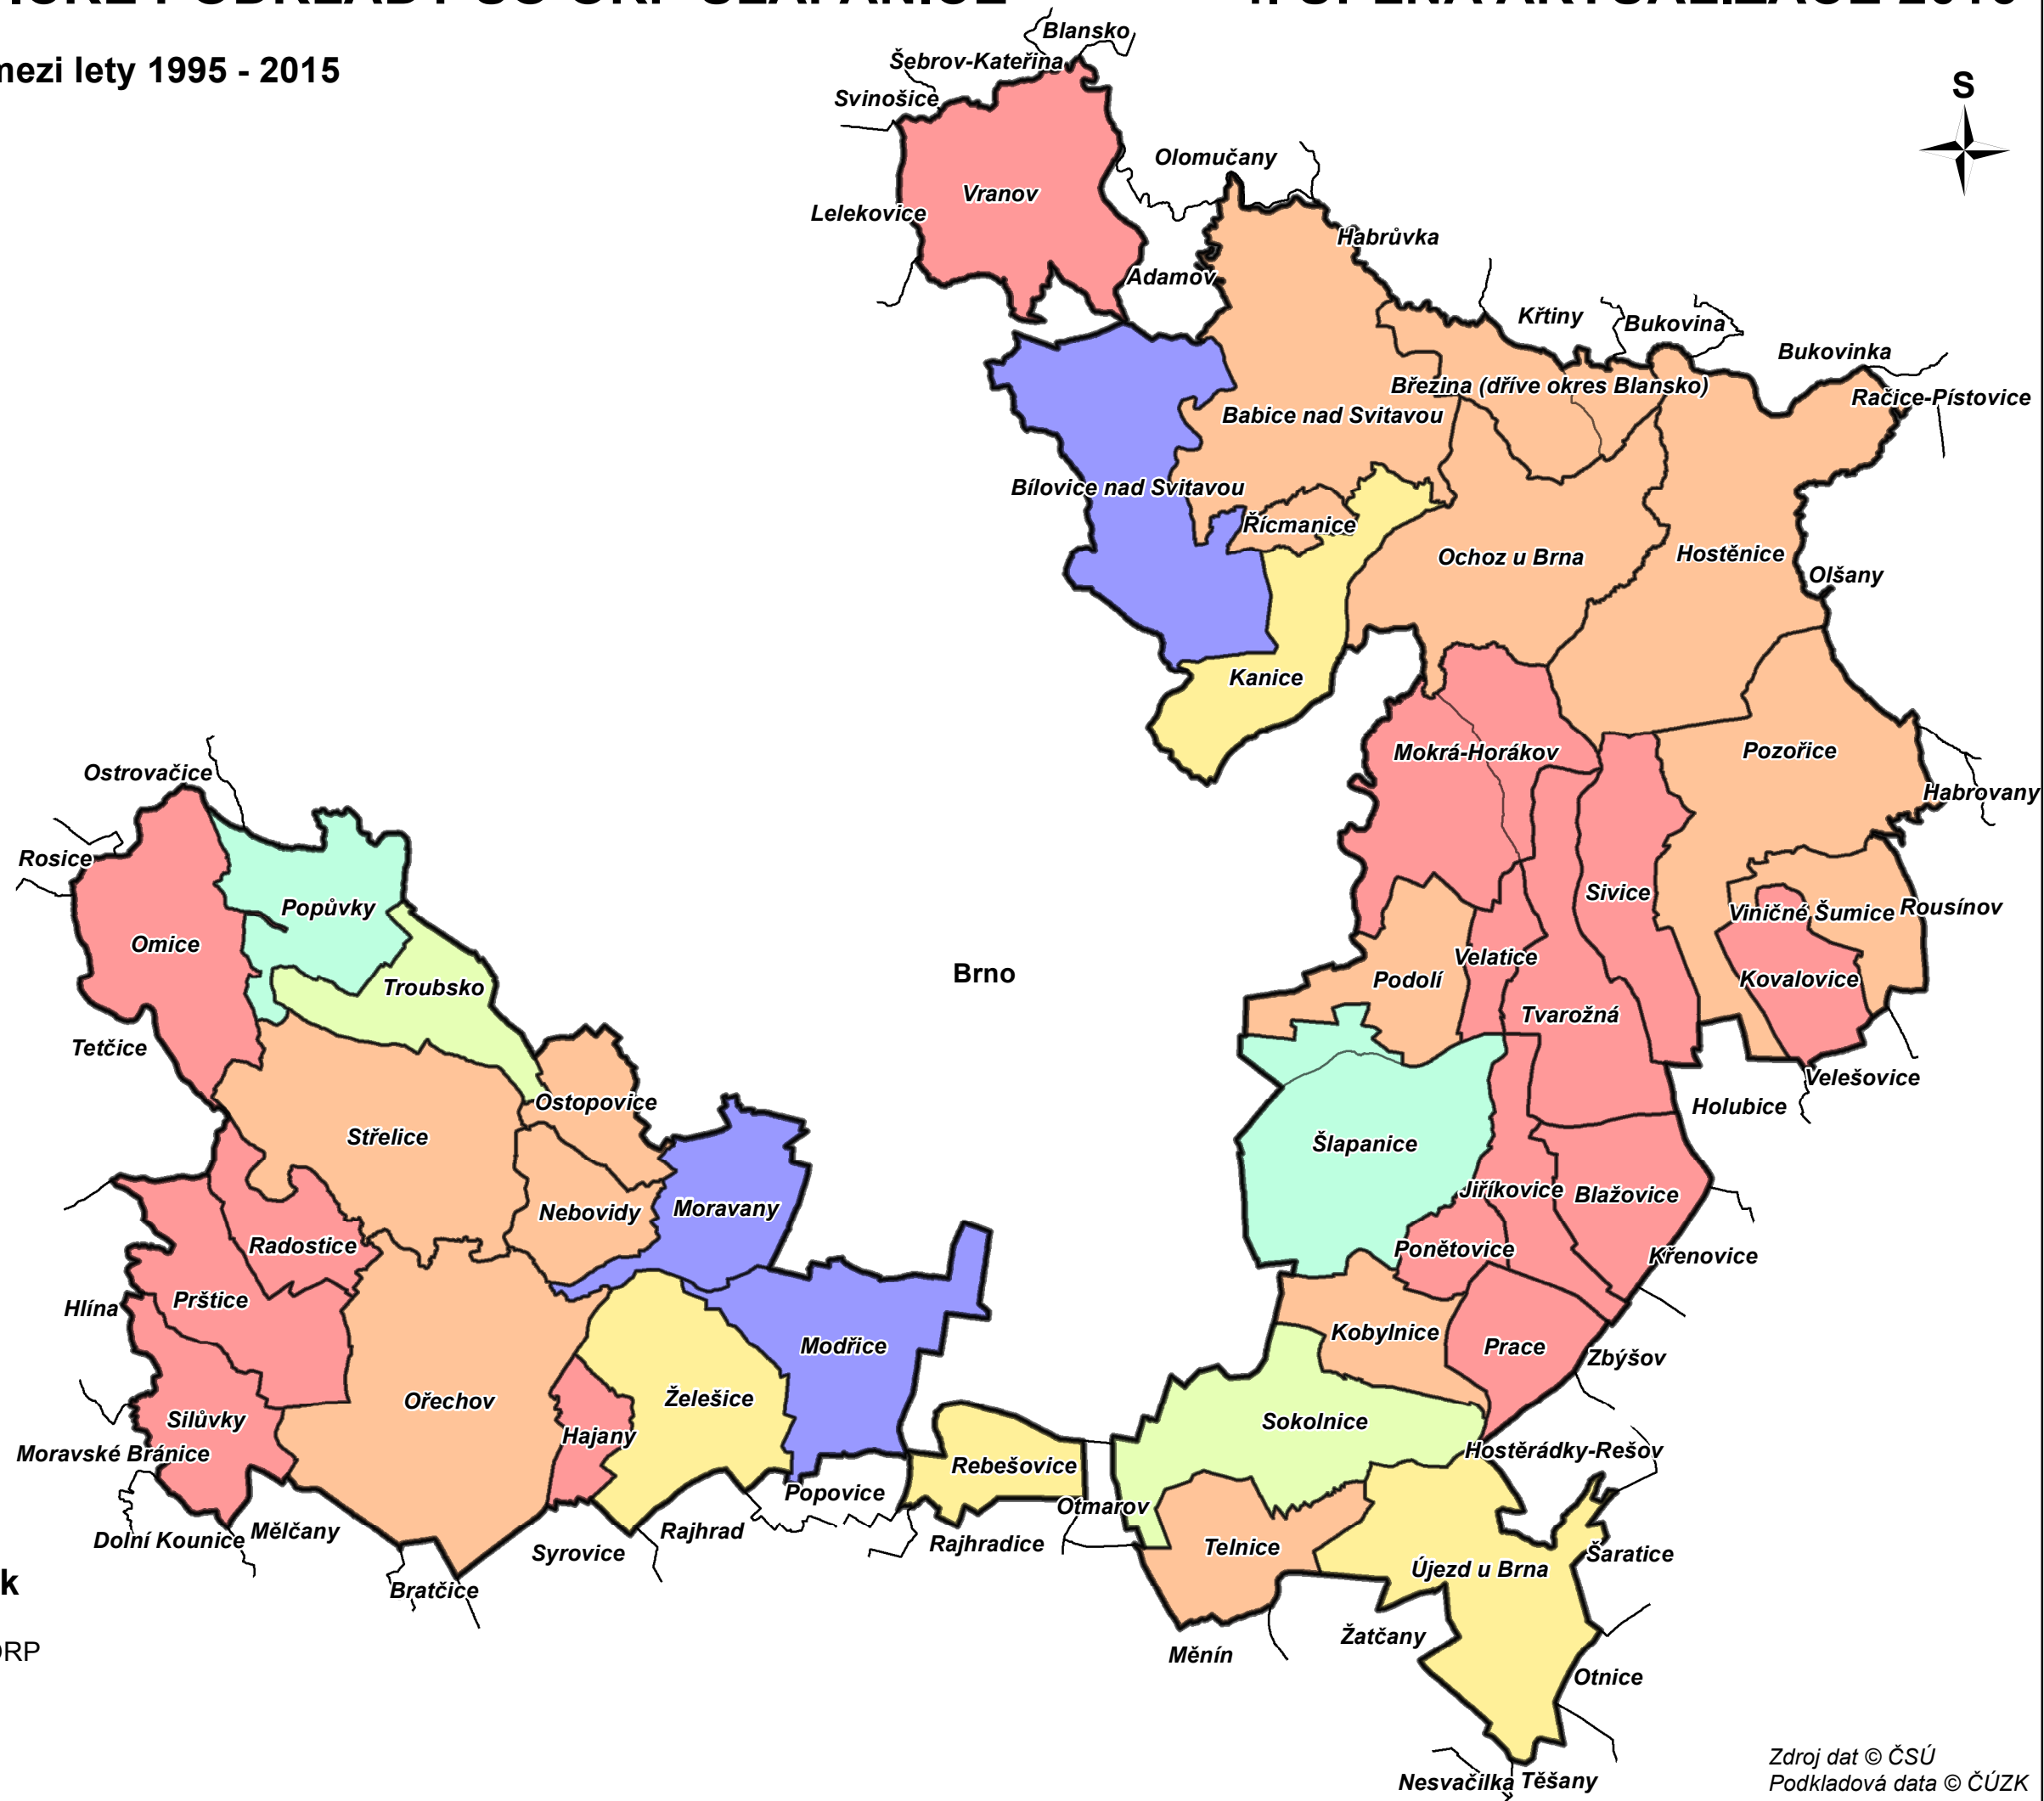 mezi lety 1995 - 2015
S
Blansko
Šebrov-Kateřina
Svinošice
Olomučany
Vranov
Lelekovice
Habrůvka
Adamov
Křtiny
Bukovina
Bukovinka
Březina (dříve okres Blansko)
Račice-Pístovice
Babice nad Svitavou
Bílovice nad Svitavou
Řícmanice
Ochoz u Brna
Hostěnice
Olšany
Kanice
Mokrá-Horákov
Pozořice
Ostrovačice
Habrovany
Rosice
Sivice
Popůvky
Viničné Šumice
Rousínov
Omice
Velatice
Brno
Podolí
Kovalovice
Troubsko
Tvarožná
Tetčice
Velešovice
Ostopovice
Holubice
Střelice
Šlapanice
Jiříkovice
Blažovice
Nebovidy
Moravany
Radostice
Ponětovice
Křenovice
Prštice
Hlína
Kobylnice
Modřice
Prace
Zbýšov
Želešice
Ořechov
Silůvky
Sokolnice
Hajany
Moravské Bránice
Hostěrádky-Rešov
Rebešovice
Popovice
Otmarov
Rajhrad
Mělčany
Dolní Kounice
Rajhradice
Telnice
Syrovice
Šaratice
Újezd u Brna
k
Bratčice
ORP
Žatčany
Měnín
Otnice
Zdroj dat © ČSÚ
Nesvačilka
Těšany
Podkladová data © ČÚZK